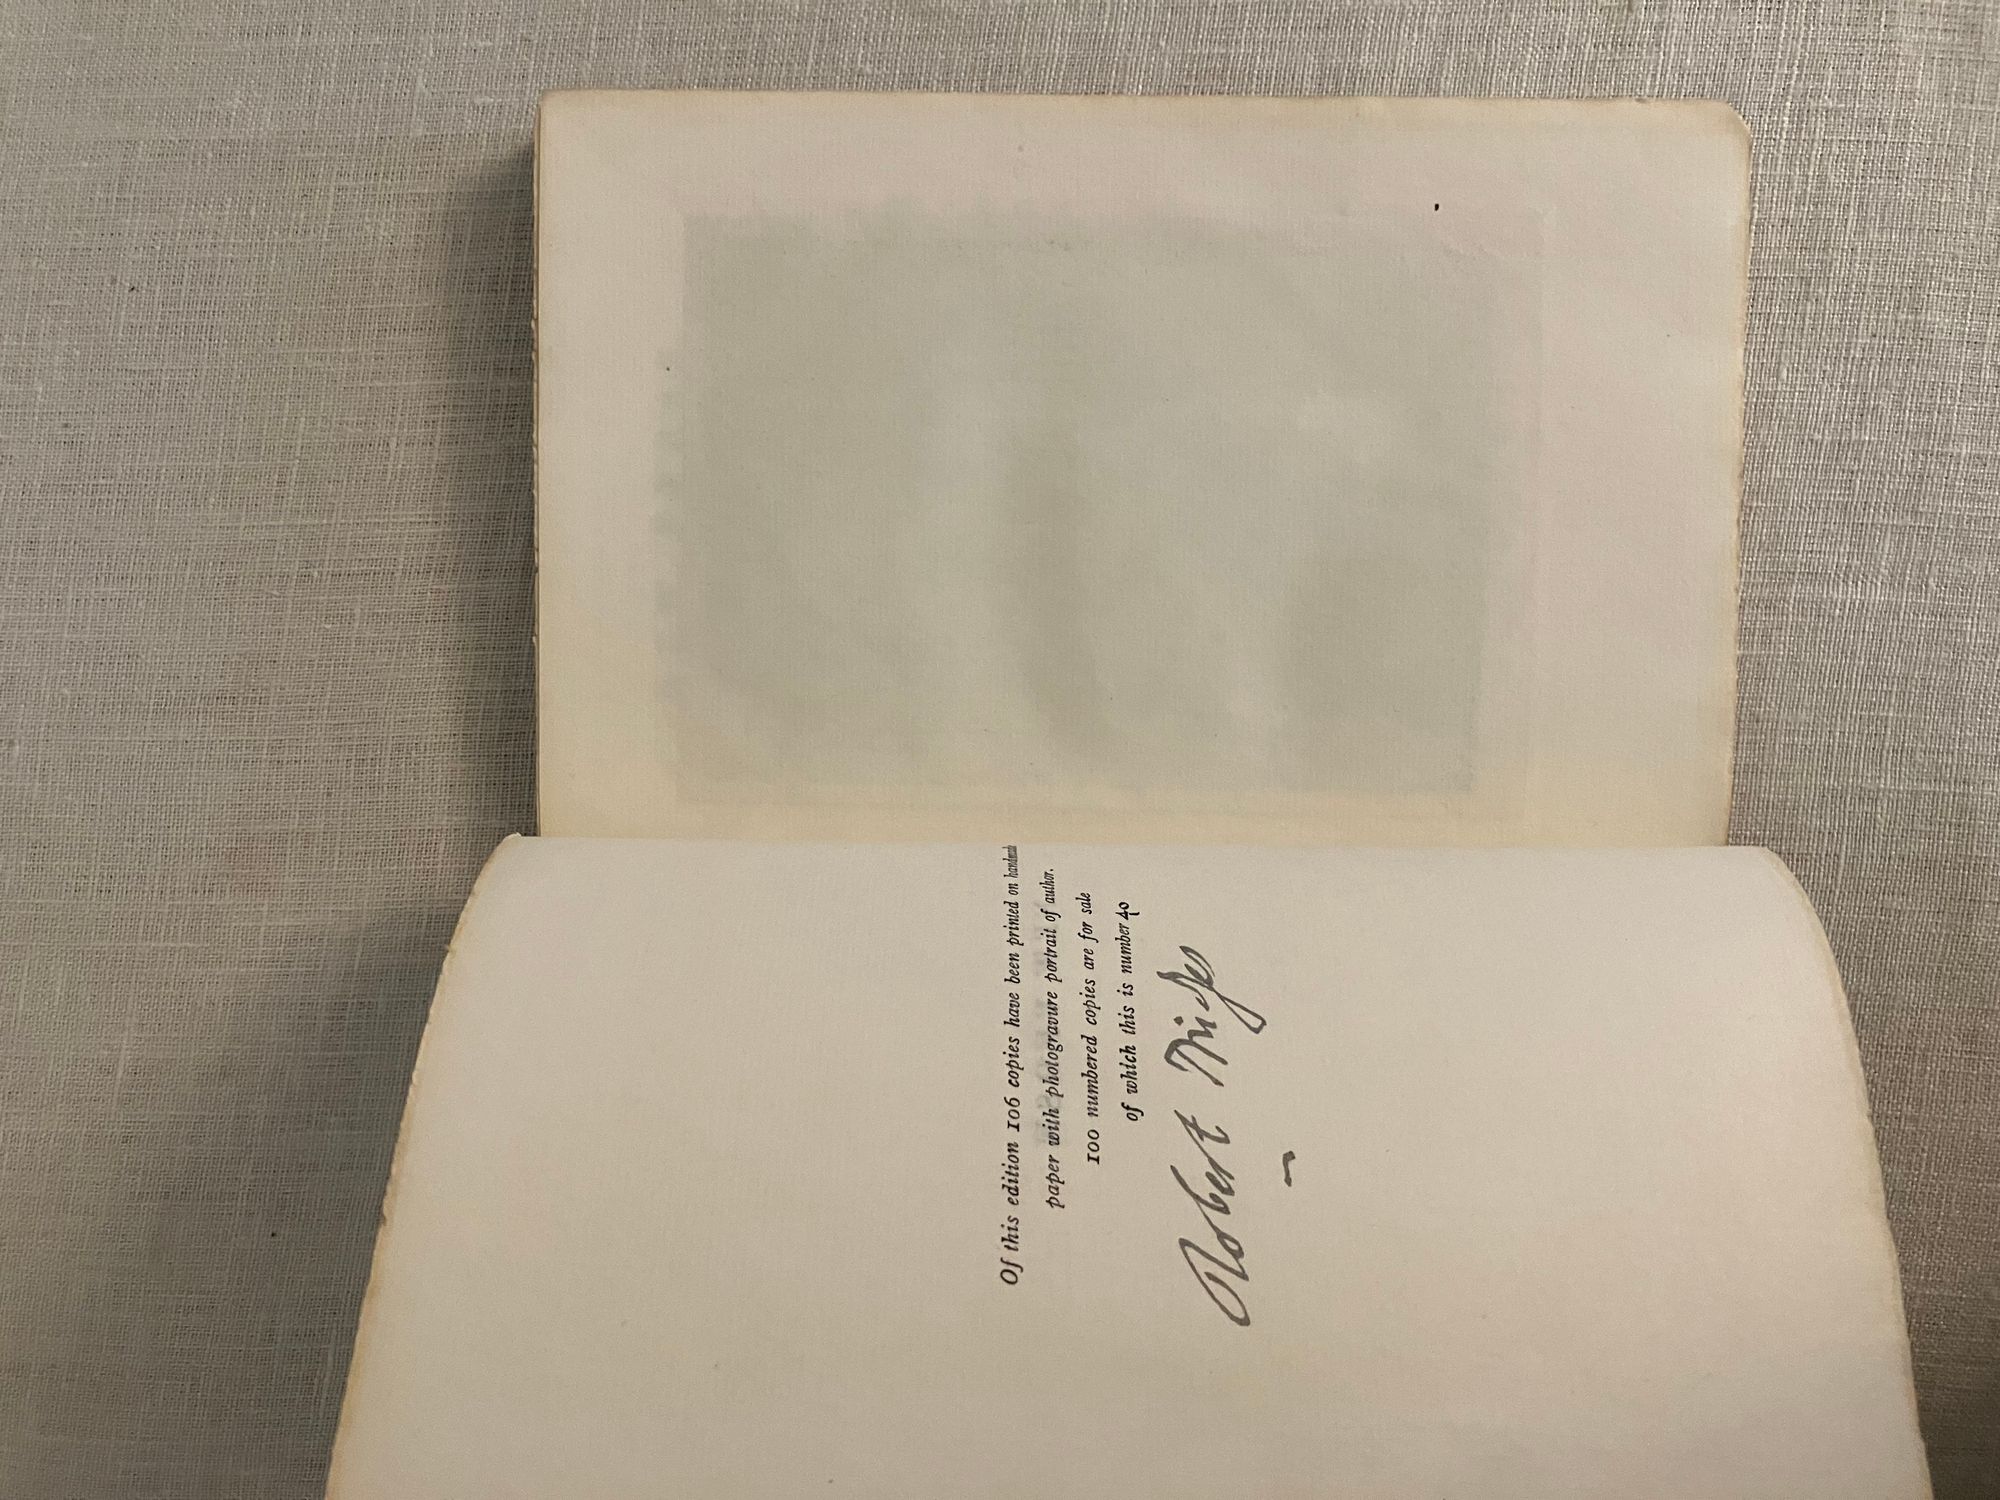 Of this edition 106 copies have been printed on handmade
paper with photogravure portrait of author.
100 numbered copies are for sale
of which this is number 40
Robert